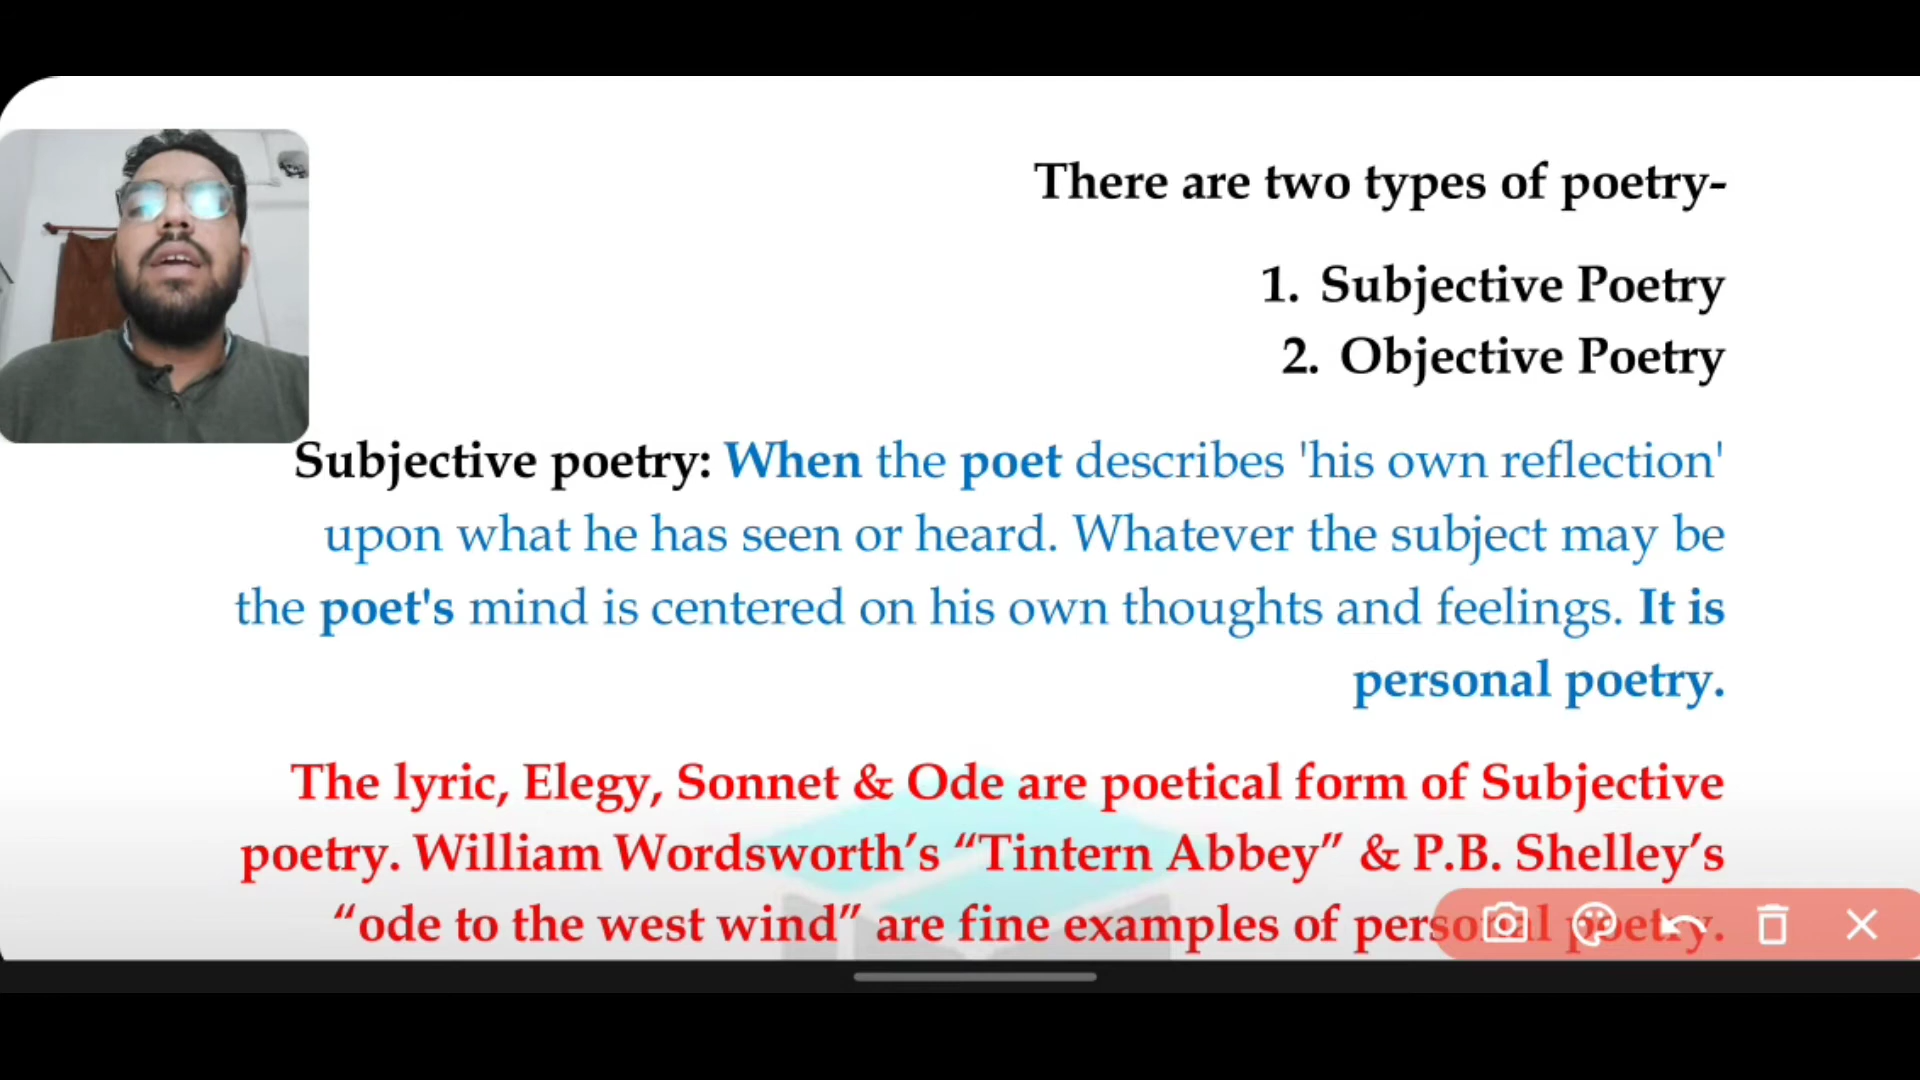 There are two types of poetry-
1. Subjective Poetry
2. Objective Poetry
Subjective poetry: When the poet describes 'his own reflection'
upon what he has seen or heard. Whatever the subject may be
the poet's mind is centered on his own thoughts and feelings. It is
personal poetry.
The lyric, Elegy, Sonnet & Ode are poetical form of Subjective
poetry. William Wordsworth’s “Tintern Abbey” & P.B. Shelley’s
“ode to the west wind” are fine examples of personal poetry.